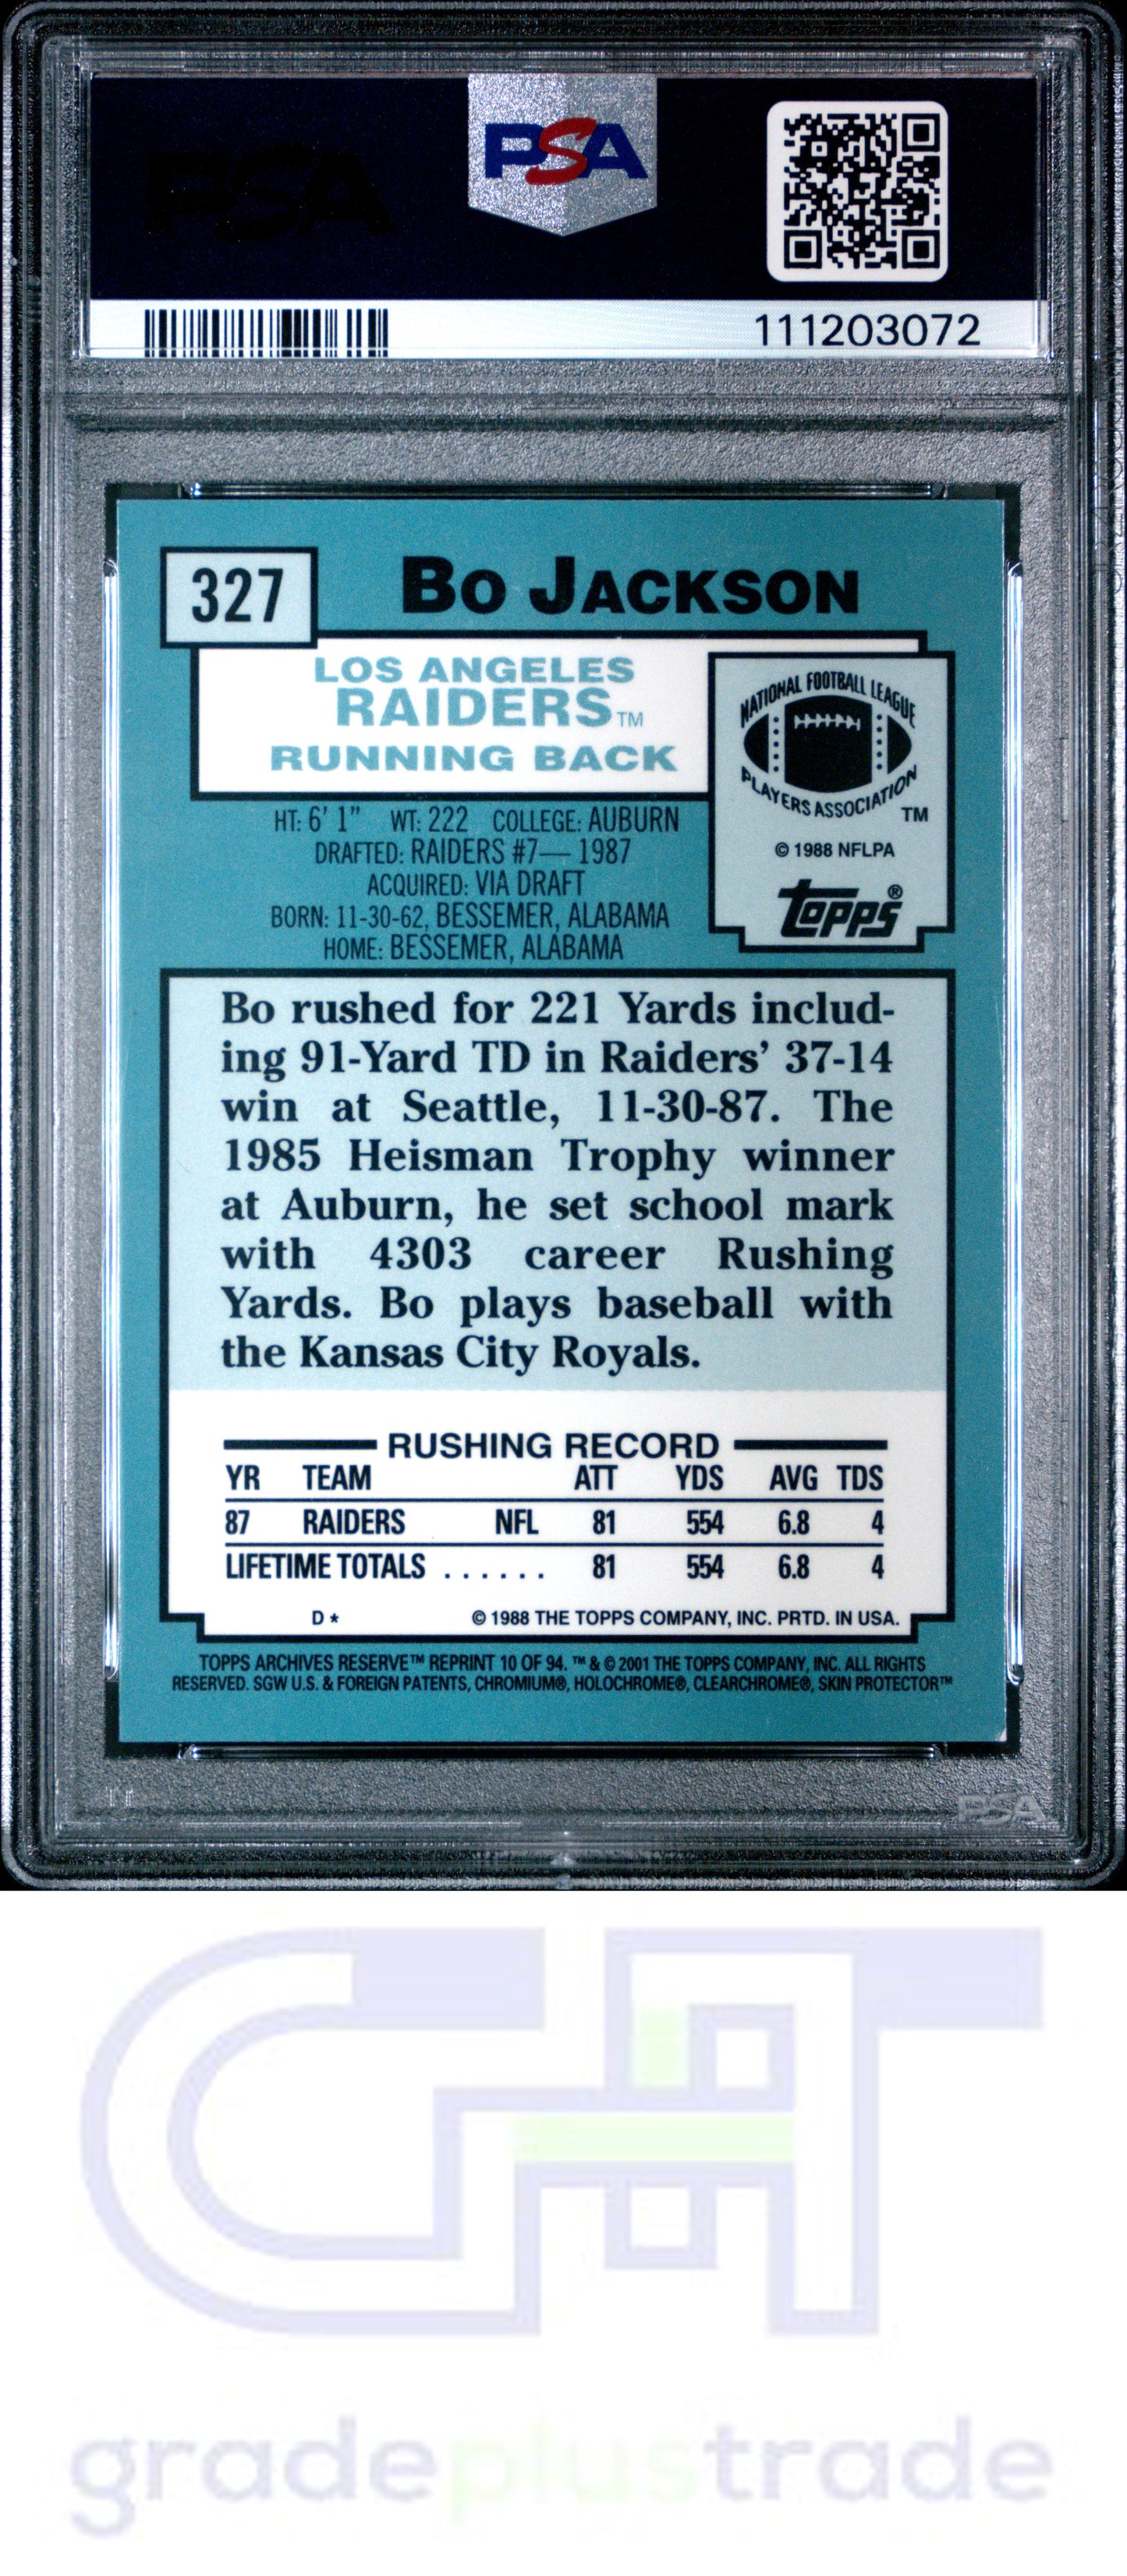 PSA
PSA
111203072
327
BO JACKSON
LOS ANGELES
RAIDERS™
RUNNING BACK
NATIONAL FOOTBALL LEAGUE
PLAYERS ASSOCIATION
™
© 1988 NFLPA
topps®
HT: 6' 1" WT: 222 COLLEGE: AUBURN
DRAFTED: RAIDERS #7— 1987
ACQUIRED: VIA DRAFT
BORN: 11-30-62, BESSEMER, ALABAMA
HOME: BESSEMER, ALABAMA
Bo rushed for 221 Yards includ-
ing 91-Yard TD in Raiders' 37-14
win at Seattle, 11-30-87. The
1985 Heisman Trophy winner
at Auburn, he set school mark
with 4303 career Rushing
Yards. Bo plays baseball with
the Kansas City Royals.
RUSHING RECORD
YR TEAM ATT YDS AVG TDS
87 RAIDERS NFL 81 554 6.8 4
LIFETIME TOTALS . . . . . . 81 554 6.8 4
D* © 1988 THE TOPPS COMPANY, INC. PRTD. IN USA.
TOPPS ARCHIVES RESERVE™ REPRINT 10 OF 94. ™ & © 2001 THE TOPPS COMPANY, INC. ALL RIGHTS
RESERVED. SGW U.S. & FOREIGN PATENTS, CHROMIUM®, HOLOCHROME®, CLEARCHROME®, SKIN PROTECTOR™
PSA
gradeplustrade